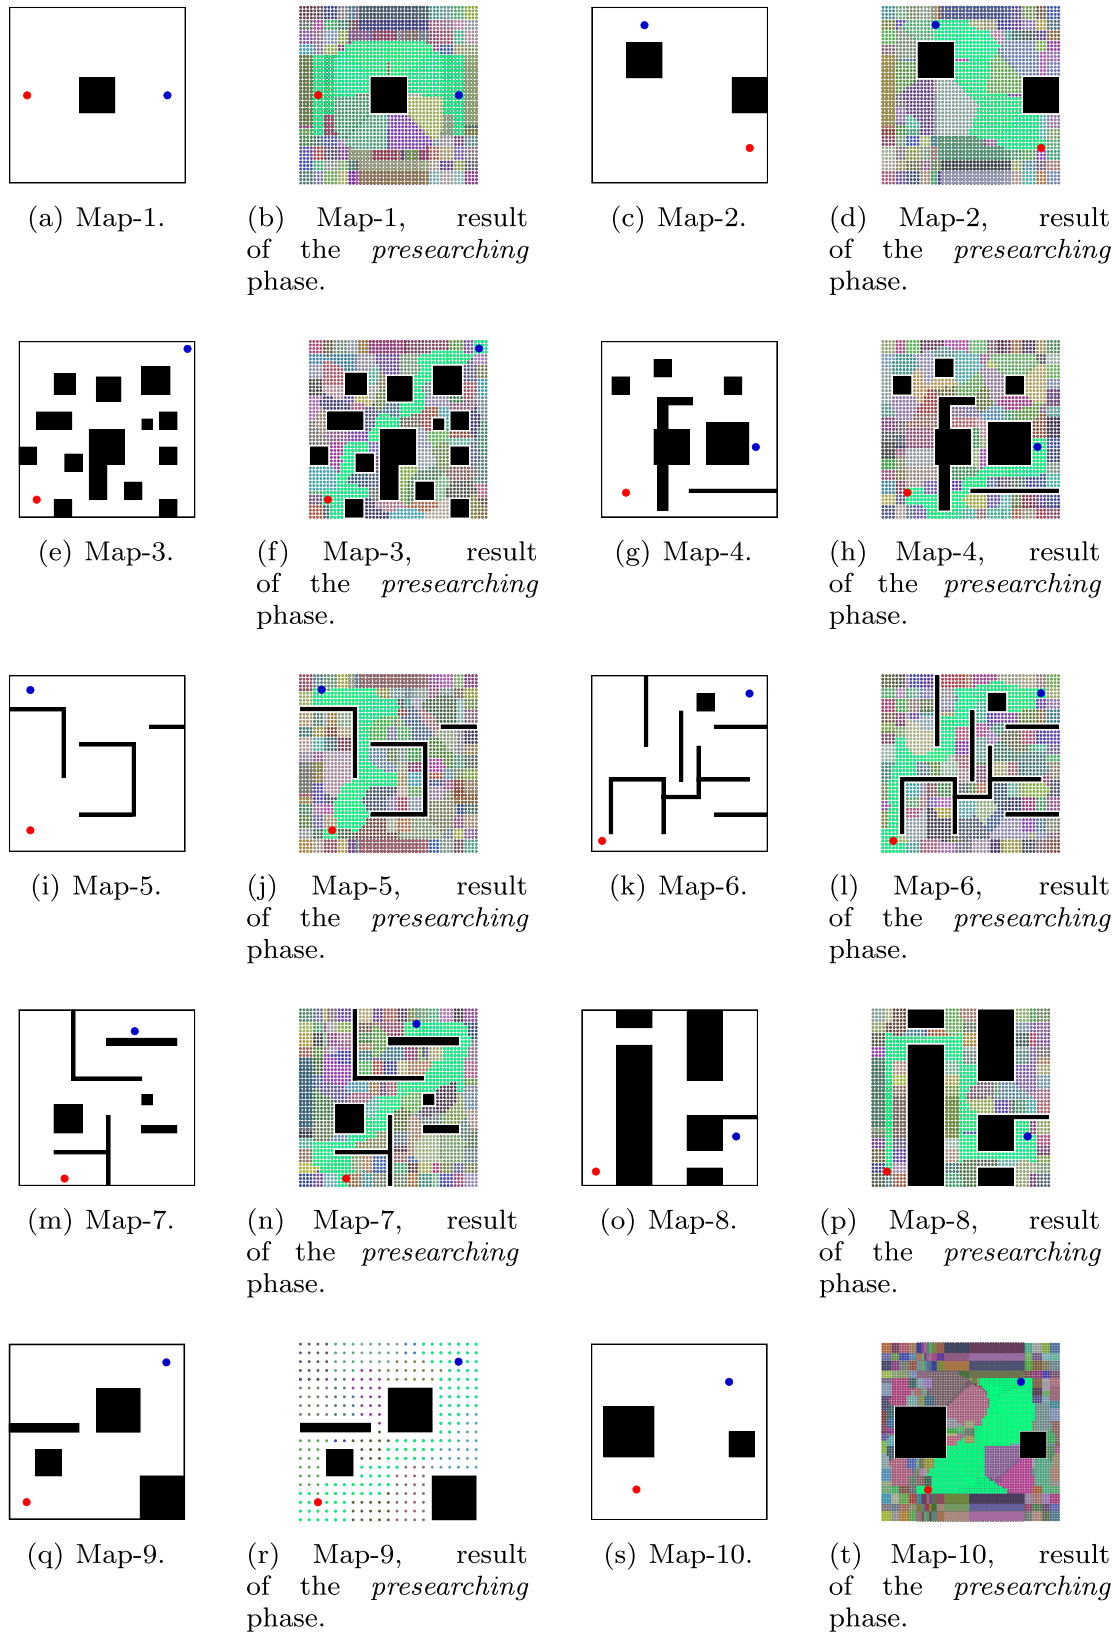 (a) Map-1.
(b) Map-1, result
of the presearching
phase.
(c) Map-2.
(d) Map-2, result
of the presearching
phase.
(e) Map-3.
(f) Map-3, result
of the presearching
phase.
(g) Map-4.
(h) Map-4, result
of the presearching
phase.
(i) Map-5.
(j) Map-5, result
of the presearching
phase.
(k) Map-6.
(l) Map-6, result
of the presearching
phase.
(m) Map-7.
(n) Map-7, result
of the presearching
phase.
(o) Map-8.
(p) Map-8, result
of the presearching
phase.
(q) Map-9.
(r) Map-9, result
of the presearching
phase.
(s) Map-10.
(t) Map-10, result
of the presearching
phase.